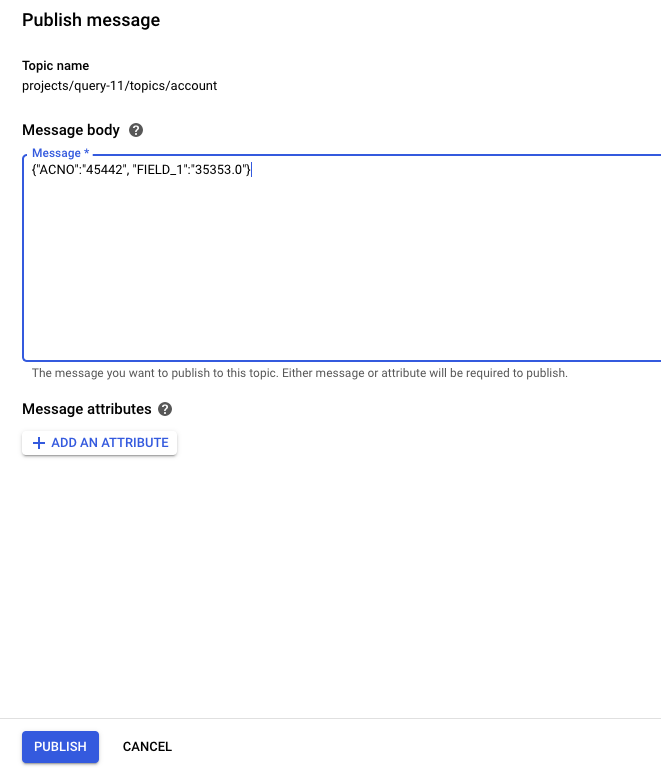 Publish message
Topic name
projects/query-11/topics/account
Message body ?
Message *
{"ACNO":"45442", "FIELD_1":"35353.0"}
The message you want to publish to this topic. Either message or attribute will be required to publish.
Message attributes ?
+ ADD AN ATTRIBUTE
PUBLISH CANCEL